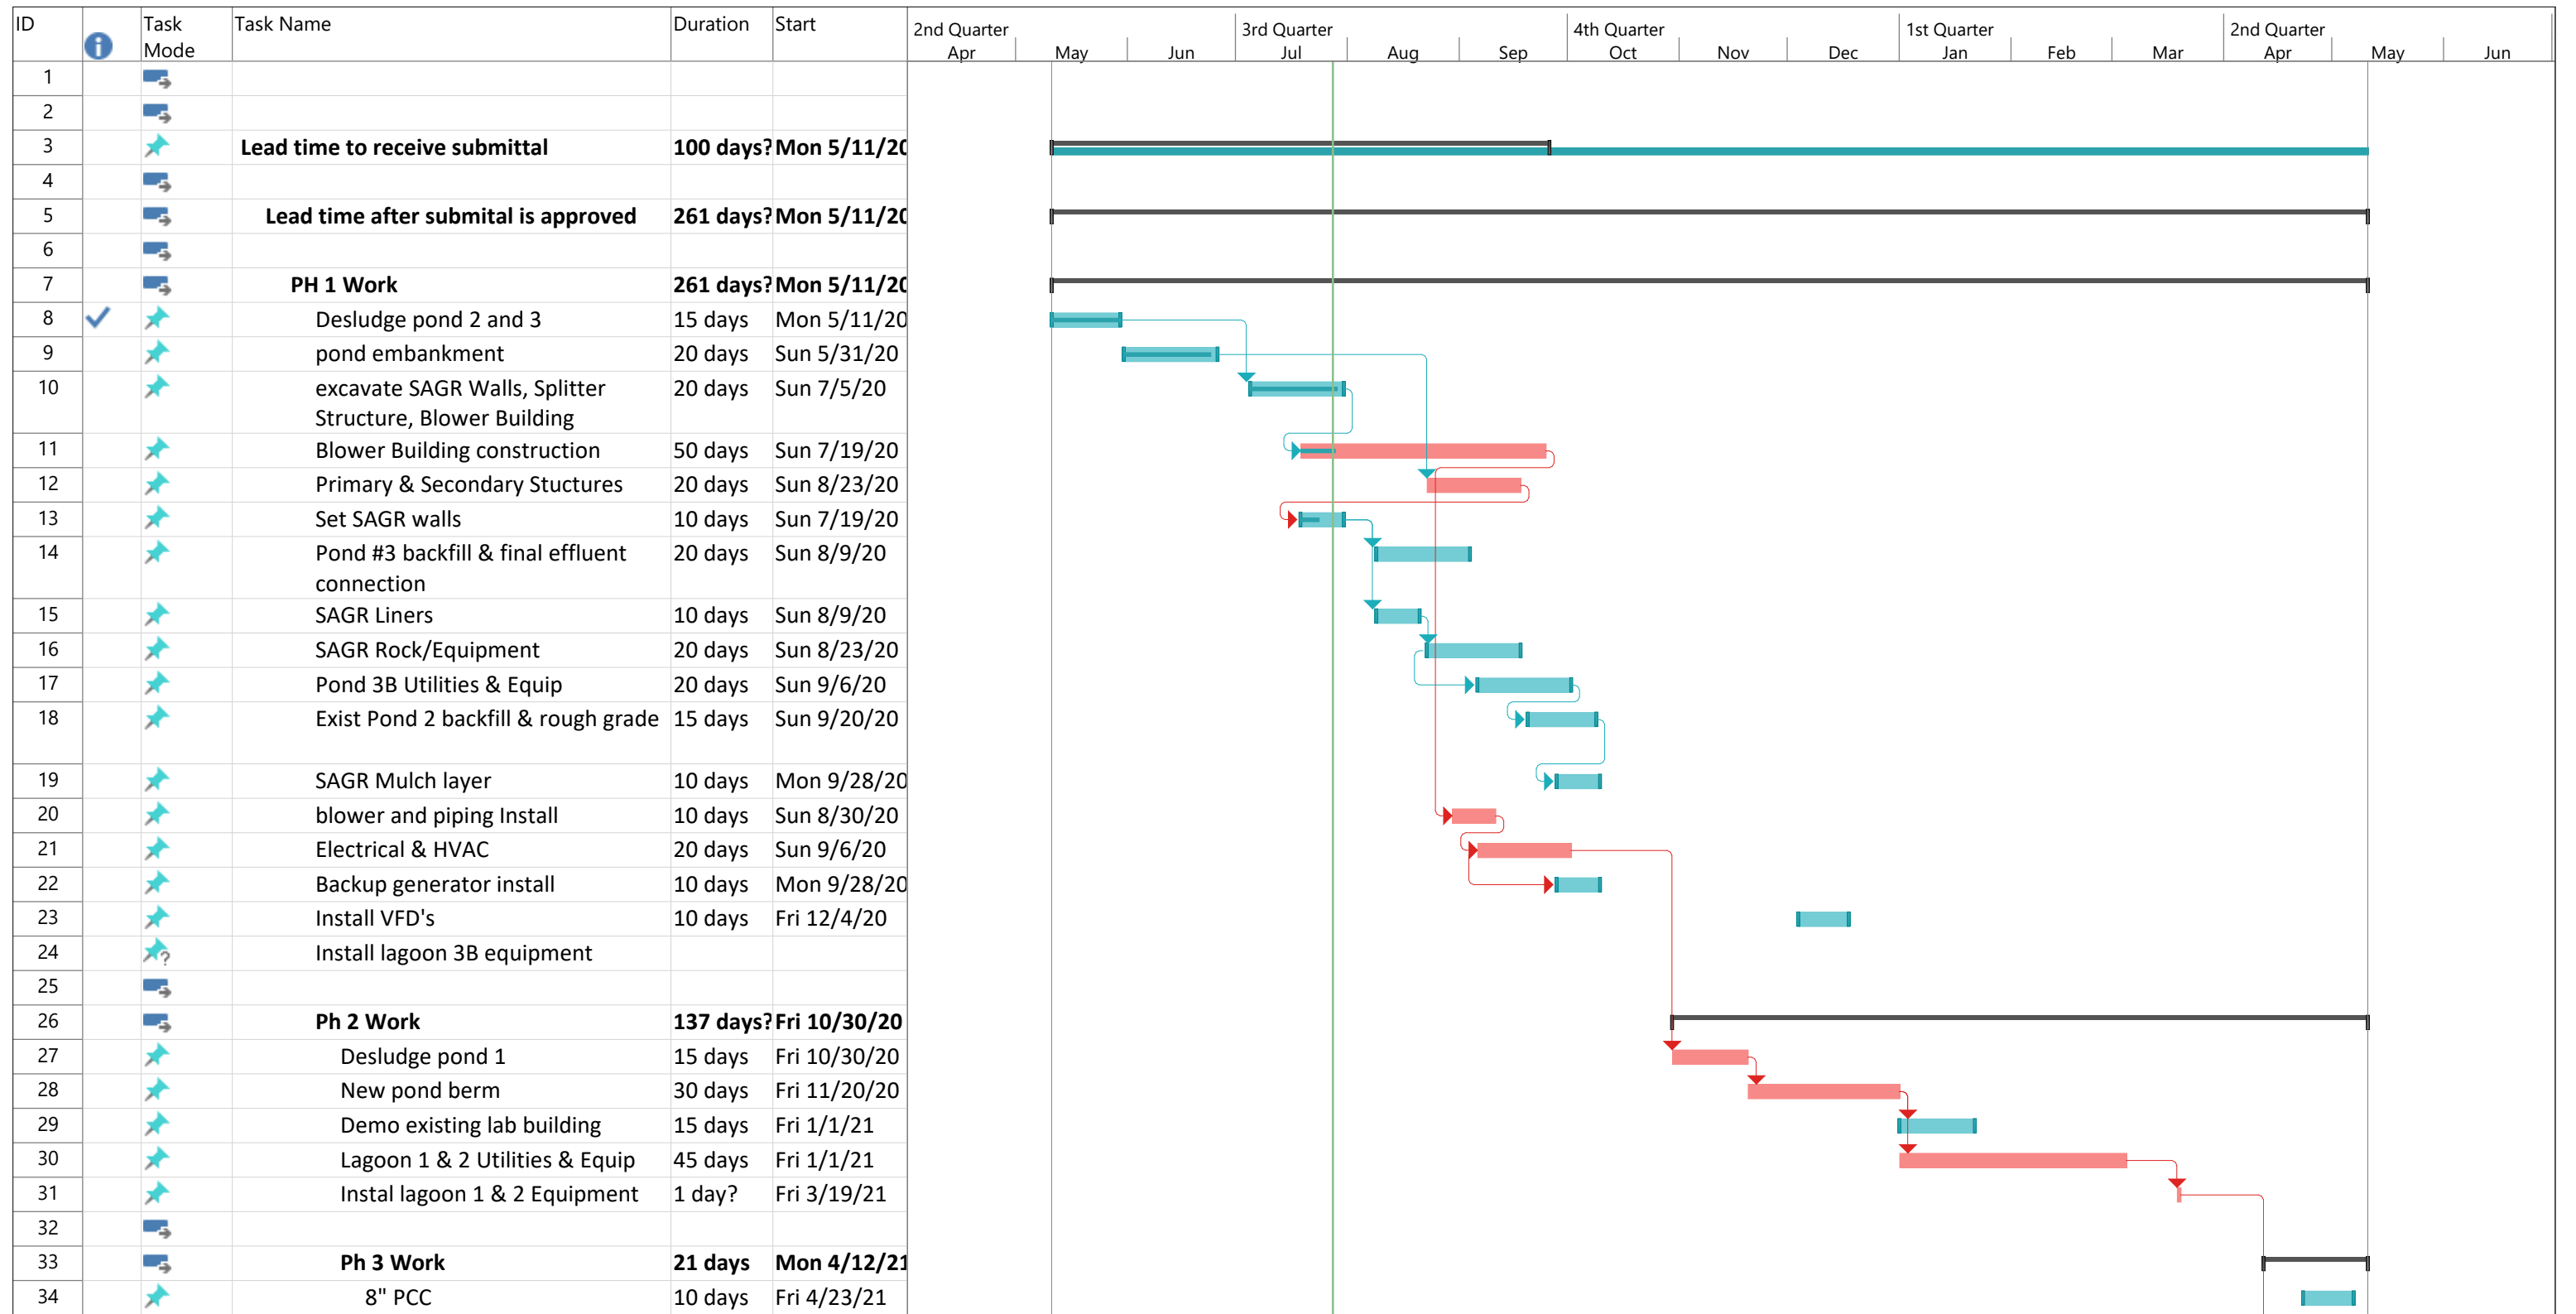 ID Task Mode Task Name Duration Start
2nd Quarter 3rd Quarter 4th Quarter 1st Quarter 2nd Quarter
Apr May Jun Jul Aug Sep Oct Nov Dec Jan Feb Mar Apr May Jun
1
2
3 Lead time to receive submittal 100 days? Mon 5/11/20
4
5 Lead time after submital is approved 261 days? Mon 5/11/20
6
7 PH 1 Work 261 days? Mon 5/11/20
8 Desludge pond 2 and 3 15 days Mon 5/11/20
9 pond embankment 20 days Sun 5/31/20
10 excavate SAGR Walls, Splitter 20 days Sun 7/5/20
Structure, Blower Building
11 Blower Building construction 50 days Sun 7/19/20
12 Primary & Secondary Stuctures 20 days Sun 8/23/20
13 Set SAGR walls 10 days Sun 7/19/20
14 Pond #3 backfill & final effluent 20 days Sun 8/9/20
connection
15 SAGR Liners 10 days Sun 8/9/20
16 SAGR Rock/Equipment 20 days Sun 8/23/20
17 Pond 3B Utilities & Equip 20 days Sun 9/6/20
18 Exist Pond 2 backfill & rough grade 15 days Sun 9/20/20
19 SAGR Mulch layer 10 days Mon 9/28/20
20 blower and piping Install 10 days Sun 8/30/20
21 Electrical & HVAC 20 days Sun 9/6/20
22 Backup generator install 10 days Mon 9/28/20
23 Install VFD's 10 days Fri 12/4/20
24 Install lagoon 3B equipment
25
26 Ph 2 Work 137 days? Fri 10/30/20
27 Desludge pond 1 15 days Fri 10/30/20
28 New pond berm 30 days Fri 11/20/20
29 Demo existing lab building 15 days Fri 1/1/21
30 Lagoon 1 & 2 Utilities & Equip 45 days Fri 1/1/21
31 Instal lagoon 1 & 2 Equipment 1 day? Fri 3/19/21
32
33 Ph 3 Work 21 days Mon 4/12/21
34 8" PCC 10 days Fri 4/23/21